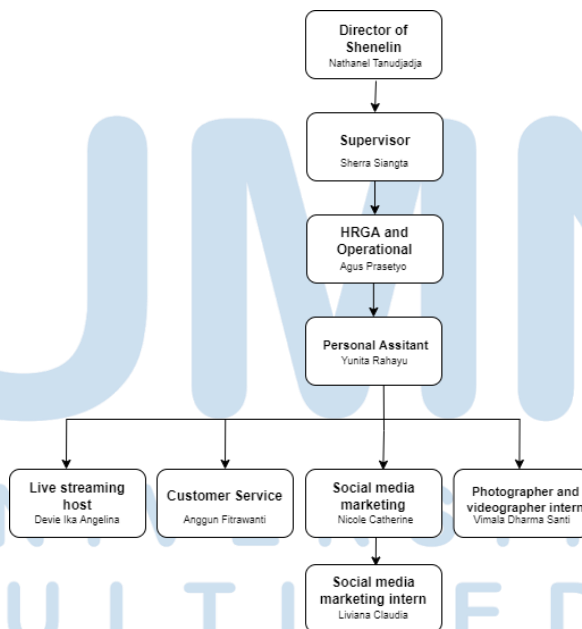 Director of
Shenelin
Nathanel Tanudjadja
Supervisor
Sherra Siangta
HRGA and
Operational
Agus Prasetyo
Personal Assitant
Yunita Rahayu
Live streaming
host
Devie Ika Angelina
Customer Service
Anggun Fitrawanti
Social media
marketing
Nicole Catherine
Photographer and
videographer intern
Vimala Dharma Santi
Social media
marketing intern
Liviana Claudia